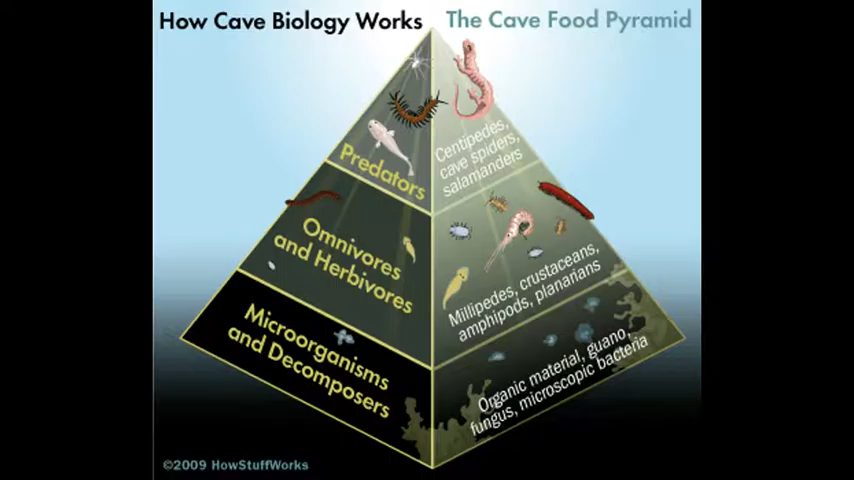 How Cave Biology Works
The Cave Food Pyramid
Predators
Centipedes,
cave spiders,
salamanders
Omnivores
and Herbivores
Millipedes, crustaceans,
amphipods, planarians
Microorganisms
and Decomposers
Organic material, guano,
fungus, microscopic bacteria
©2009 HowStuffWorks